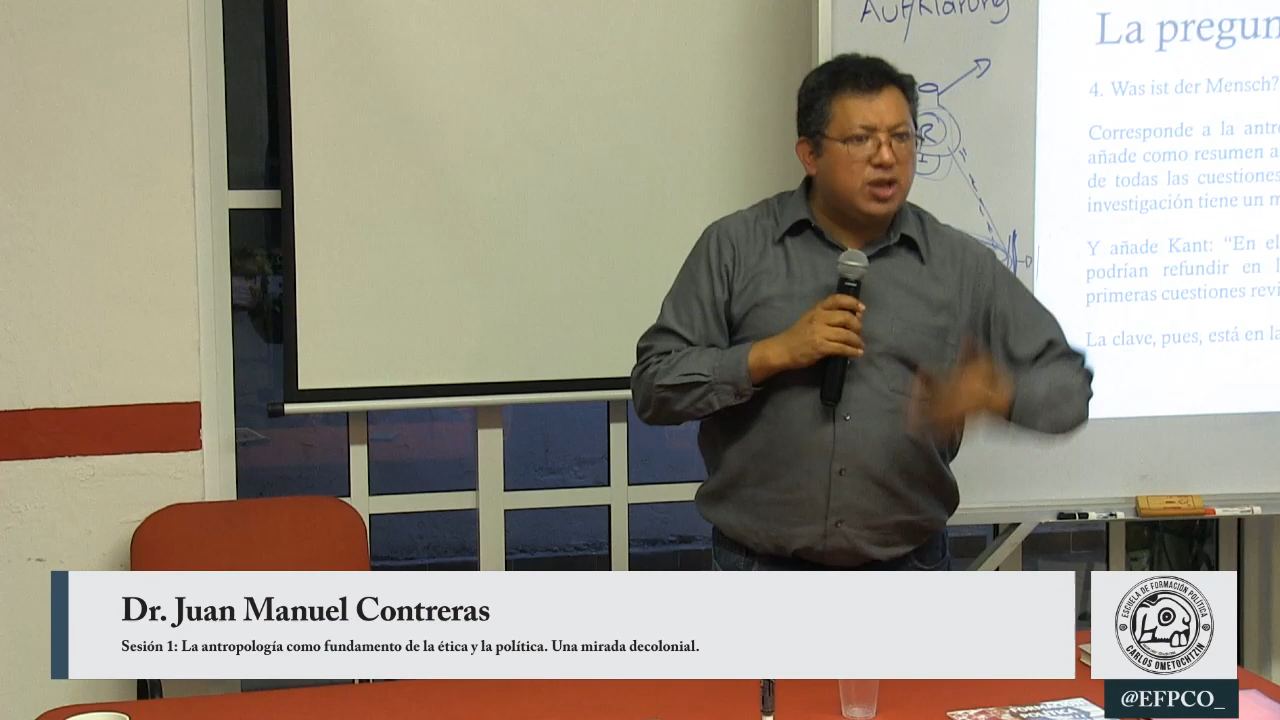 Aufklärung
R
La pregun
4. Was ist der Mensch?
Corresponde a la antr
añade como resumen a
de todas las cuestiones
investigación tiene un m
Y añade Kant: “En el
podrían refundir en l
primeras cuestiones revi
La clave, pues, está en la
Dr. Juan Manuel Contreras
Sesión 1: La antropología como fundamento de la ética y la política. Una mirada decolonial.
ESCUELA DE FORMACIÓN POLÍTICA
CARLOS OMETOCHTZIN
@EFPCO_